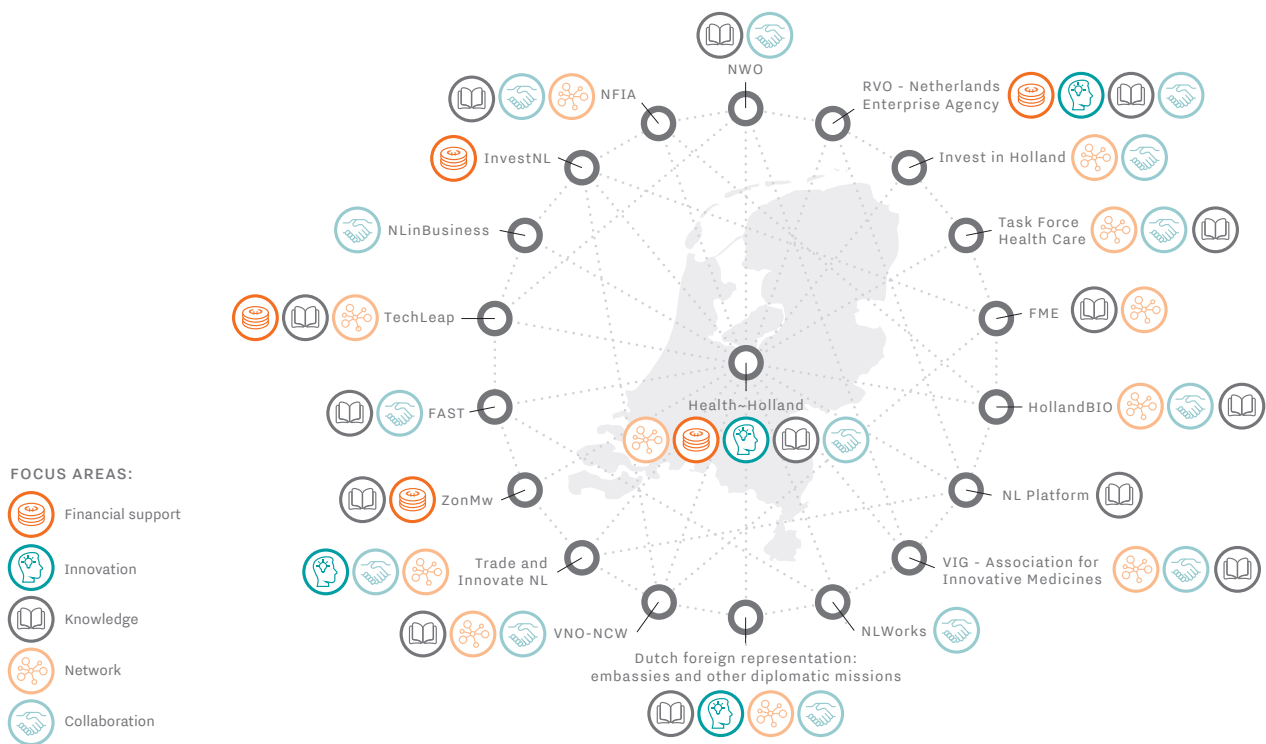 NWO
NFIA
RVO - Netherlands
Enterprise Agency
InvestNL
Invest in Holland
NLinBusiness
Task Force
Health Care
TechLeap
FME
Health~Holland
FAST
HollandBIO
FOCUS AREAS:
Financial support
Innovation
Knowledge
Network
Collaboration
ZonMw
NL Platform
Trade and
Innovate NL
VIG - Association for
Innovative Medicines
VNO-NCW
NLWorks
Dutch foreign representation:
embassies and other diplomatic missions